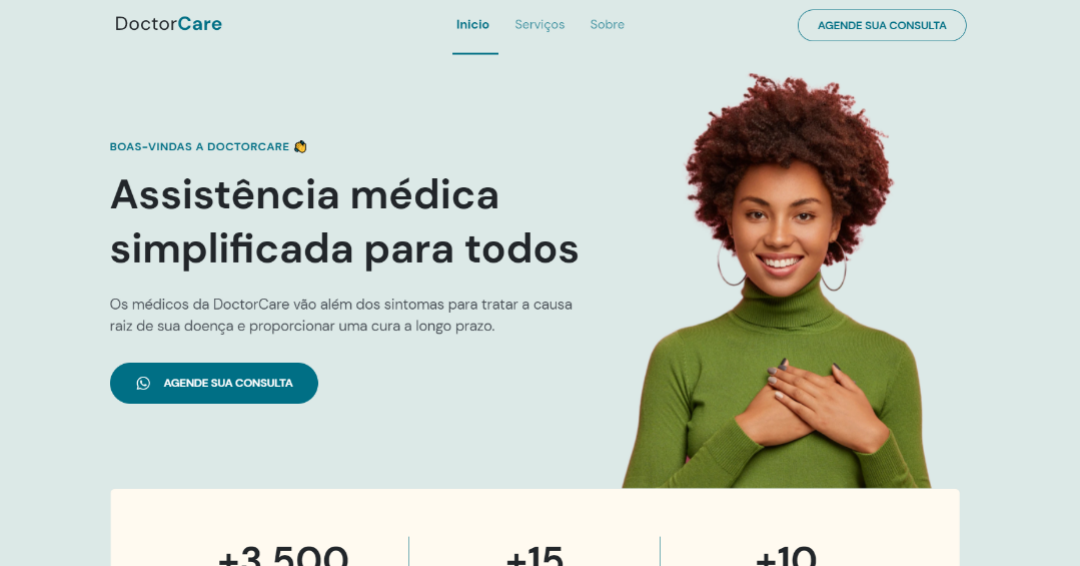 DoctorCare
Início
Serviços
Sobre
AGENDE SUA CONSULTA
BOAS-VINDAS A DOCTORCARE 👋
Assistência médica
simplificada para todos
Os médicos da DoctorCare vão além dos sintomas para tratar a causa
raiz de sua doença e proporcionar uma cura a longo prazo.
AGENDE SUA CONSULTA
+3.500
+15
+10